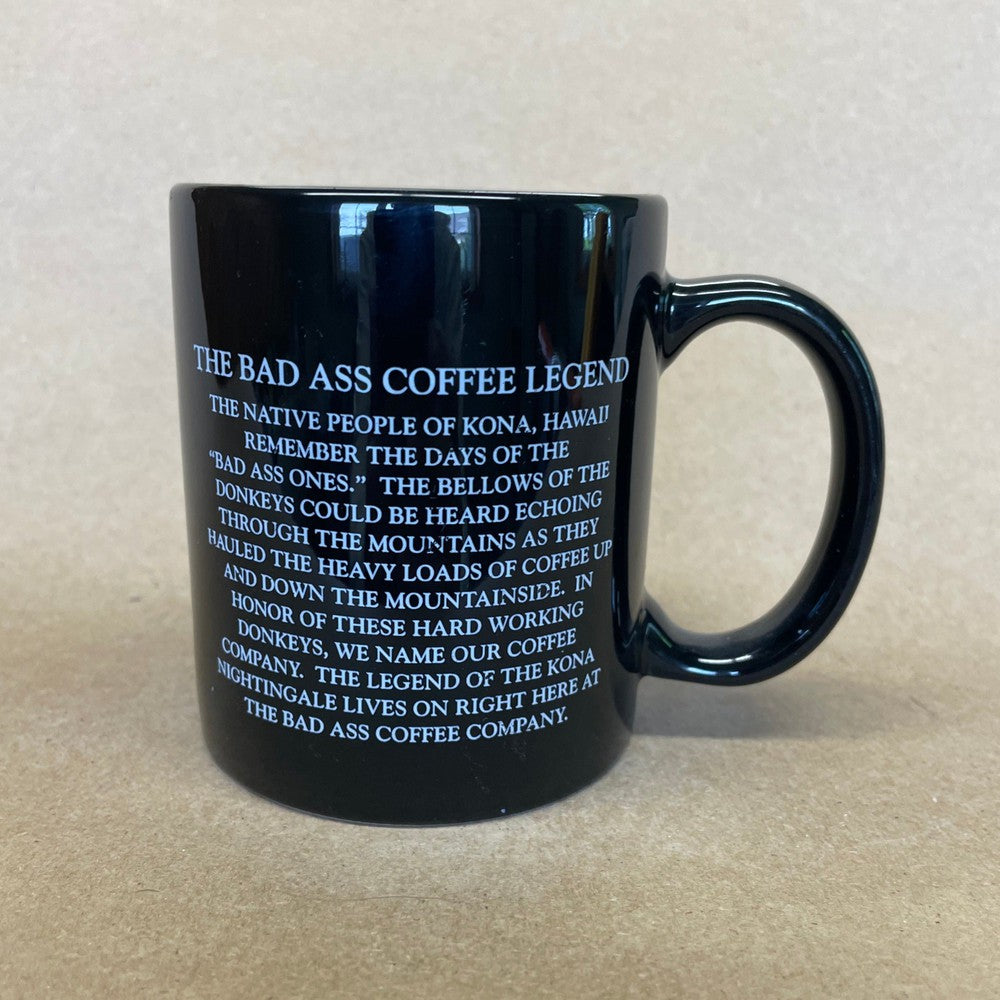 THE BAD ASS COFFEE LEGEND
THE NATIVE PEOPLE OF KONA, HAWAII
REMEMBER THE DAYS OF THE
“BAD ASS ONES.” THE BELLOWS OF THE
DONKEYS COULD BE HEARD ECHOING
THROUGH THE MOUNTAINS AS THEY
HAULED THE HEAVY LOADS OF COFFEE UP
AND DOWN THE MOUNTAINSIDE. IN
HONOR OF THESE HARD WORKING
DONKEYS, WE NAME OUR COFFEE
COMPANY. THE LEGEND OF THE KONA
NIGHTINGALE LIVES ON RIGHT HERE AT
THE BAD ASS COFFEE COMPANY.